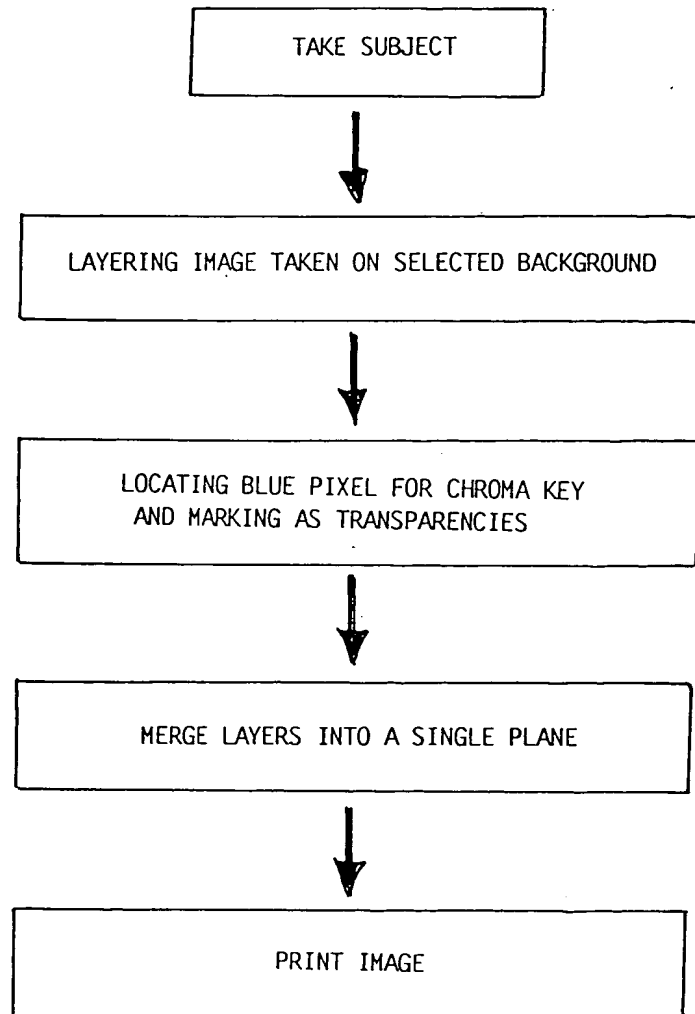 TAKE SUBJECT
LAYERING IMAGE TAKEN ON SELECTED BACKGROUND
LOCATING BLUE PIXEL FOR CHROMA KEY
AND MARKING AS TRANSPARENCIES
MERGE LAYERS INTO A SINGLE PLANE
PRINT IMAGE